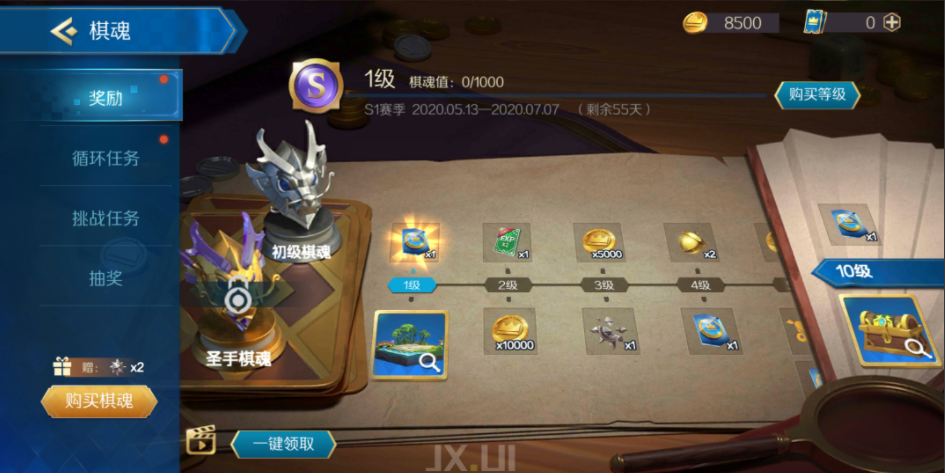 棋魂
8500
0
奖励
循环任务
挑战任务
抽奖
赠: x2
购买棋魂
S
1级 棋魂值: 0/1000
S1赛季 2020.05.13—2020.07.07 （剩余55天）
购买等级
初级棋魂
圣手棋魂
x1
EXP
x2
x1
x5000
x2
x1
1级
2级
3级
4级
10级
x10000
x1
x1
一键领取
JX.UI